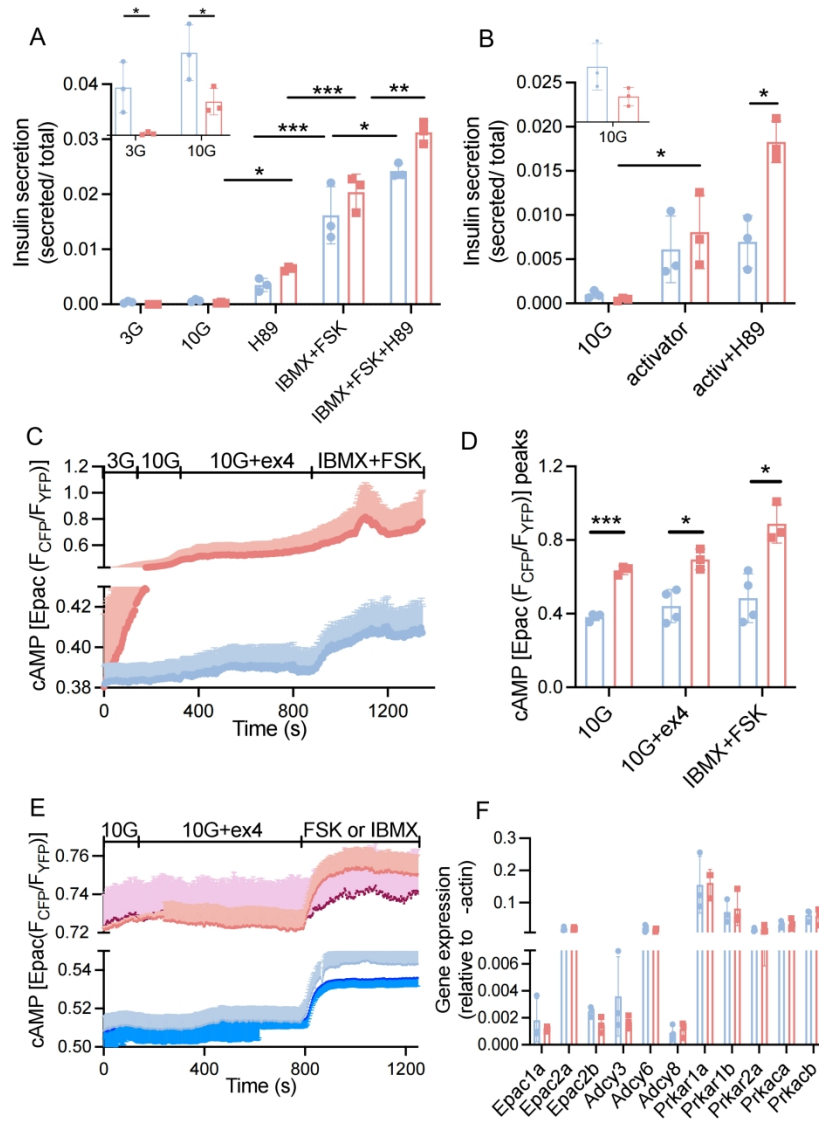 A
*
*
3G
10G
***
***
**
*
*
Insulin secretion
(secreted/ total)
0.04
0.03
0.02
0.01
0.00
3G
10G
H89
IBMX+FSK
IBMX+FSK+H89
B
10G
*
*
Insulin secretion
(secreted/ total)
0.025
0.020
0.015
0.010
0.005
0.000
10G
activator
activ+H89
C
3G 10G 10G+ex4 IBMX+FSK
cAMP [Epac (FCFP/FYFP)]
1.2
1.0
0.8
0.6
0.42
0.40
0.38
0 400 800 1200
Time (s)
D
***
*
*
cAMP [Epac (FCFP/FYFP)] peaks
1.2
0.8
0.4
0.0
10G
10G+ex4
IBMX+FSK
E
10G 10G+ex4 FSK or IBMX
cAMP [Epac(FCFP/FYFP)]
0.76
0.74
0.72
0.54
0.52
0.50
0 400 800 1200
Time (s)
F
Gene expression
(relative to -actin)
0.3
0.2
0.1
0.006
0.004
0.002
0.000
Epac1a
Epac2a
Epac2b
Adcy3
Adcy6
Adcy8
Prkar1a
Prkar1b
Prkar2a
Prkaca
Prkacb